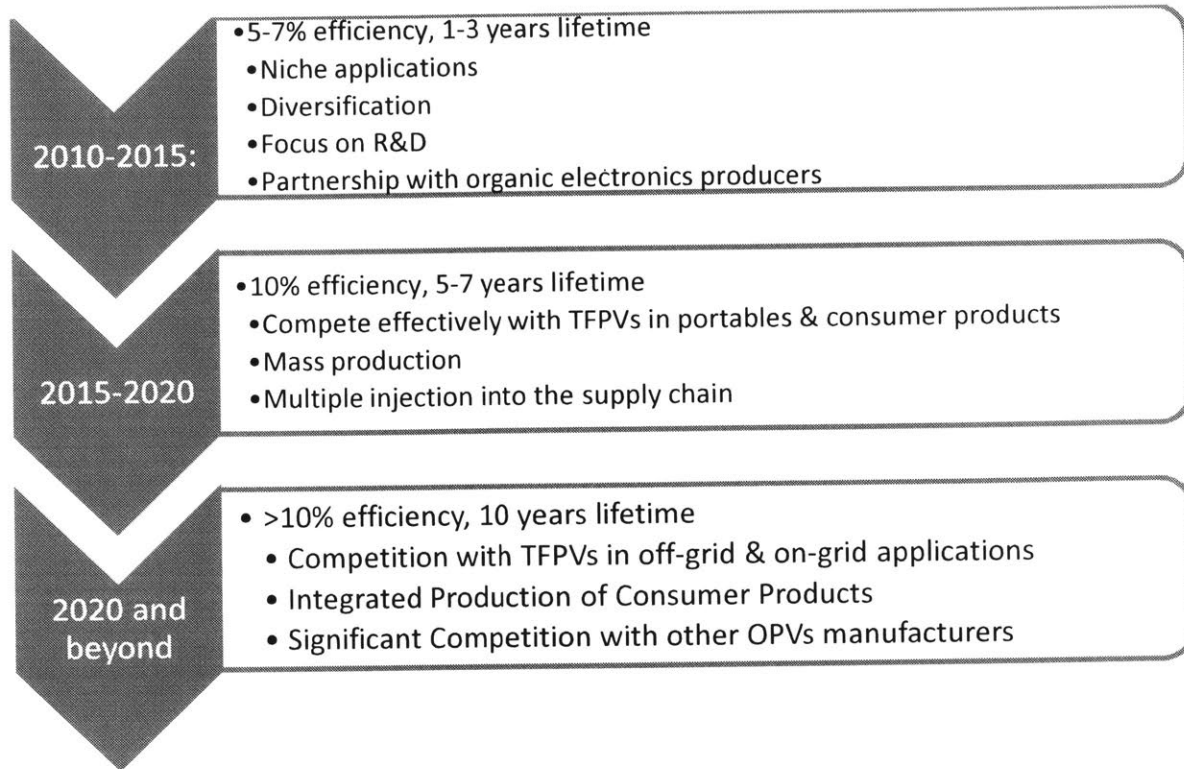 2010-2015:
•5-7% efficiency, 1-3 years lifetime
•Niche applications
•Diversification
•Focus on R&D
•Partnership with organic electronics producers
2015-2020
•10% efficiency, 5-7 years lifetime
•Compete effectively with TFPVs in portables & consumer products
•Mass production
•Multiple injection into the supply chain
2020 and
beyond
• >10% efficiency, 10 years lifetime
• Competition with TFPVs in off-grid & on-grid applications
• Integrated Production of Consumer Products
• Significant Competition with other OPVs manufacturers